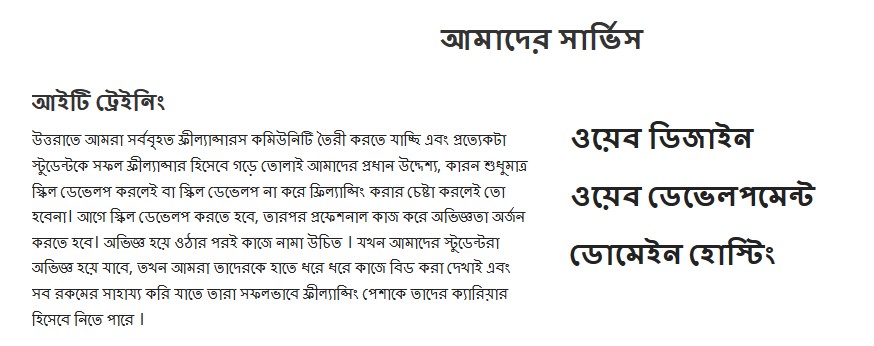 আমাদের সার্ভিস
আইটি ট্রেইনিং
উত্তরাতে আমরা সর্ববৃহত ফ্রীল্যান্সারস কমিউনিটি তৈরী করতে যাচ্ছি এবং প্রত্যেকটা
স্টুডেন্টকে সফল ফ্রীল্যান্সার হিসেবে গড়ে তোলাই আমাদের প্রধান উদ্দেশ্য, কারন শুধুমাত্র
স্কিল ডেভেলপ করলেই বা স্কিল ডেভেলপ না করে ফ্রিল্যান্সিং করার চেষ্টা করলেই তো
হবেনা। আগে স্কিল ডেভেলপ করতে হবে, তারপর প্রফেশনাল কাজ করে অভিজ্ঞতা অর্জন
করতে হবে। অভিজ্ঞ হয়ে ওঠার পরই কাজে নামা উচিত । যখন আমাদের স্টুডেন্টরা
অভিজ্ঞ হয়ে যাবে, তখন আমরা তাদেরকে হাতে ধরে ধরে কাজে বিড করা দেখাই এবং
সব রকমের সাহায্য করি যাতে তারা সফলভাবে ফ্রীল্যান্সিং পেশাকে তাদের ক্যারিয়ার
হিসেবে নিতে পারে ।
ওয়েব ডিজাইন
ওয়েব ডেভেলপমেন্ট
ডোমেইন হোস্টিং